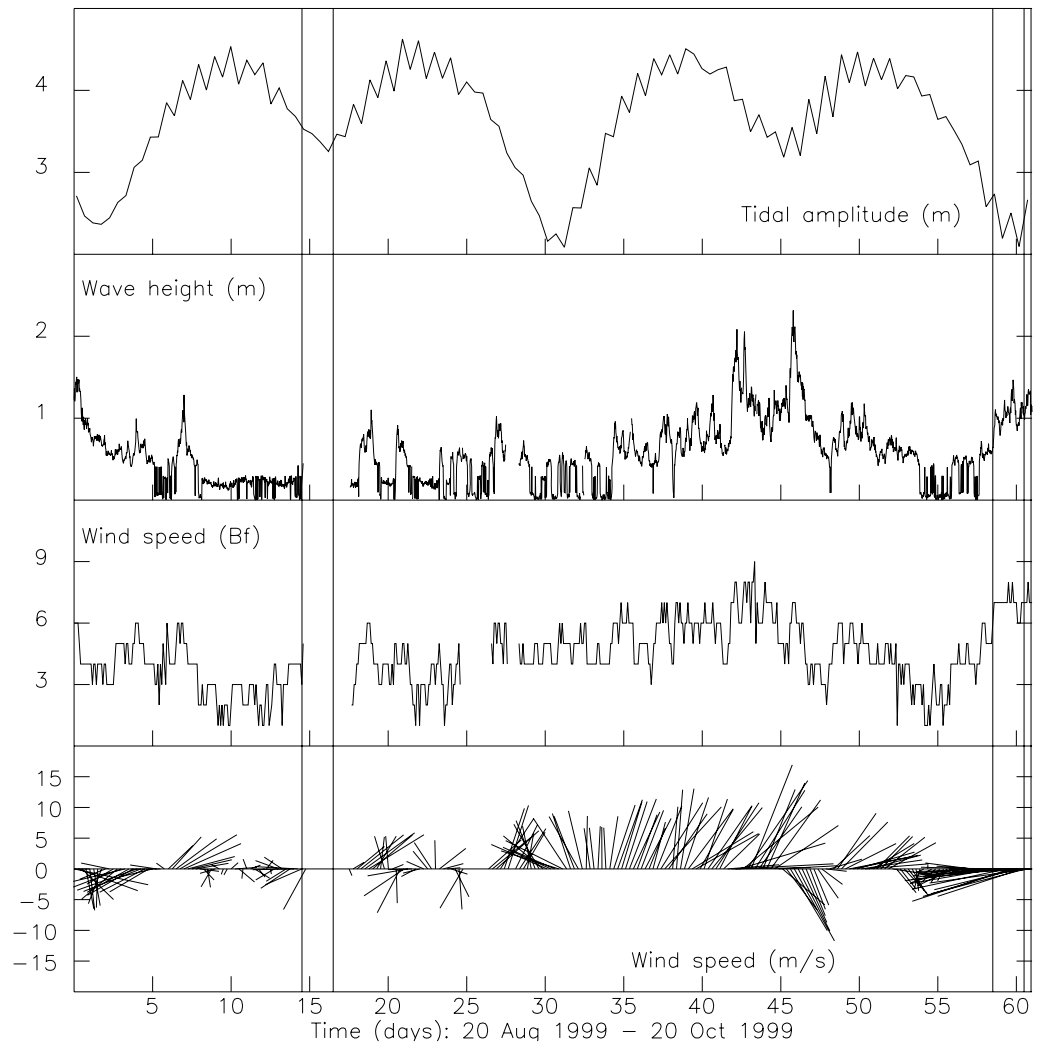 4
3
Tidal amplitude (m)
Wave height (m)
2
1
Wind speed (Bf)
9
6
3
15
10
5
0
−5
−10
−15
Wind speed (m/s)
5 10 15 20 25 30 35 40 45 50 55 60
Time (days): 20 Aug 1999 − 20 Oct 1999